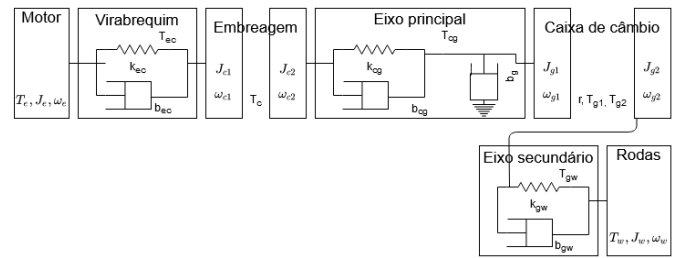 Motor
T_e, J_e, ω_e
Virabrequim
T_ec
k_ec
b_ec
Embreagem
J_c1
ω_c1
T_c
J_c2
ω_c2
Eixo principal
T_cg
k_cg
b_cg
b_g
Caixa de câmbio
J_g1
ω_g1
r, T_g1, T_g2
J_g2
ω_g2
Eixo secundário
T_gw
k_gw
b_gw
Rodas
T_w, J_w, ω_w